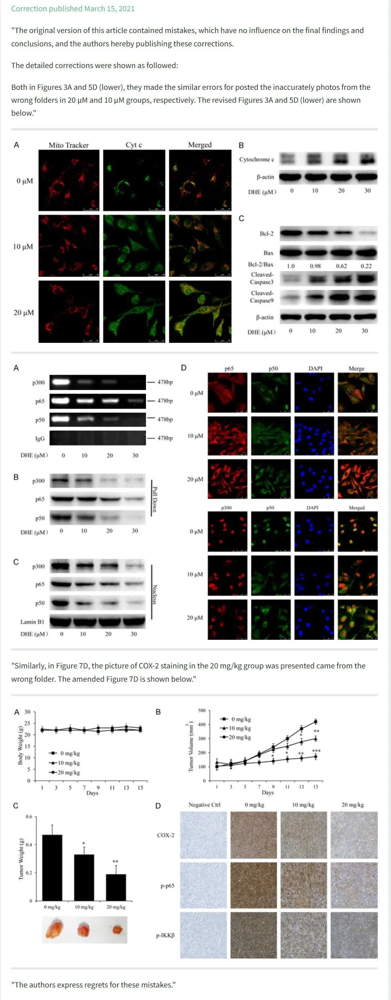 Correction published March 15, 2021
"The original version of this article contained mistakes, which have no influence on the final findings and
conclusions, and the authors hereby publishing these corrections.
The detailed corrections were shown as followed:
Both in Figures 3A and 5D (lower), they made the similar errors for posted the inaccurately photos from the
wrong folders in 20 μM and 10 μM groups, respectively. The revised Figures 3A and 5D (lower) are shown
below."
A
Mito Tracker Cyt c Merged
0 μM
10 μM
20 μM
B
Cytochrome c
β-actin
DHE (μM) 0 10 20 30
C
Bcl-2
Bax
Bcl-2/Bax 1.0 0.98 0.62 0.22
Cleaved-
Caspase3
Cleaved-
Caspase9
β-actin
DHE (μM) 0 10 20 30
A
p300 478bp
p65 478bp
p50 478bp
IgG 478bp
DHE (μM) 0 10 20 30
B
p300
p65
p50
Pull Down
DHE (μM) 0 10 20 30
C
p300
p65
p50
Lamin B1
Nucleus
DHE (μM) 0 10 20 30
D
p65 p50 DAPI Merge
0 μM
10 μM
20 μM
p300 p50 DAPI Merged
0 μM
10 μM
20 μM
"Similarly, in Figure 7D, the picture of COX-2 staining in the 20 mg/kg group was presented came from the
wrong folder. The amended Figure 7D is shown below."
A
Body Weight (g)
30
25
20
15
10
5
0
0 mg/kg
10 mg/kg
20 mg/kg
1 3 5 7 9 11 13 15
Days
B
Tumor Volume (mm3)
500
400
300
200
100
0
0 mg/kg
10 mg/kg
20 mg/kg
* **
* * ** ***
1 3 5 7 9 11 13 15
Days
C
Tumor Weight (g)
0.6
0.4
0.2
0
*
**
0 mg/kg 10 mg/kg 20 mg/kg
D
Negative Ctrl 0 mg/kg 10 mg/kg 20 mg/kg
COX-2
p-p65
p-IKKβ
"The authors express regrets for these mistakes."